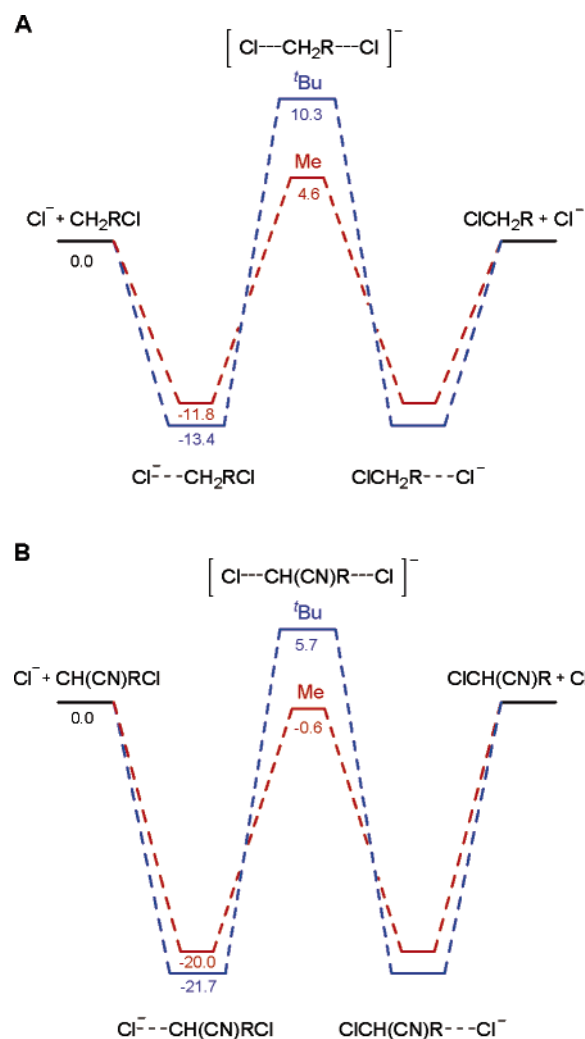 A
[ Cl---CH₂R---Cl ]⁻
ᵗBu
10.3
Me
4.6
Cl⁻ + CH₂RCl
ClCH₂R + Cl⁻
0.0
-11.8
-13.4
Cl⁻---CH₂RCl
ClCH₂R---Cl⁻
B
[ Cl---CH(CN)R---Cl ]⁻
ᵗBu
5.7
Cl⁻ + CH(CN)RCl
ClCH(CN)R + Cl
Me
0.0
-0.6
-20.0
-21.7
Cl⁻---CH(CN)RCl
ClCH(CN)R---Cl⁻